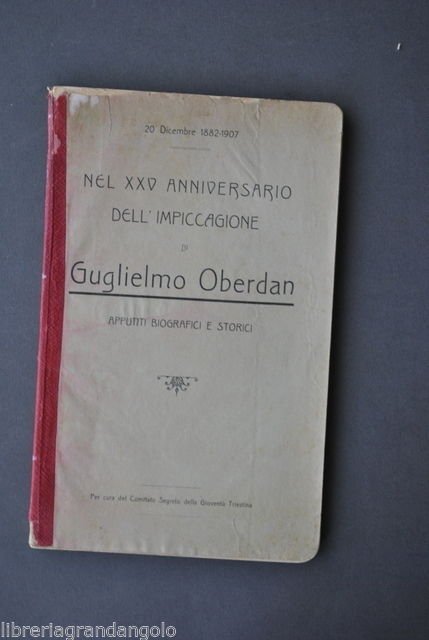 20 Dicembre 1882-1907
NEL XXV ANNIVERSARIO
DELL'IMPICCAGIONE
DI
Guglielmo Oberdan
APPUNTI BIOGRAFICI E STORICI
Per cura del Comitato Segreto della Gioventù Triestina
libreriagrandangolo